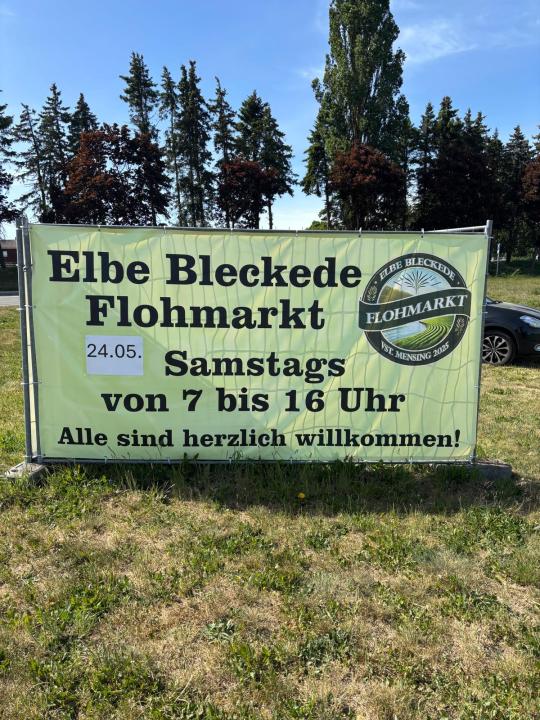 Elbe Bleckede
Flohmarkt
24.05.
Samstags
von 7 bis 16 Uhr
Alle sind herzlich willkommen!
ELBE BLECKEDE
FLOHMARKT
VST. MENSING 2025